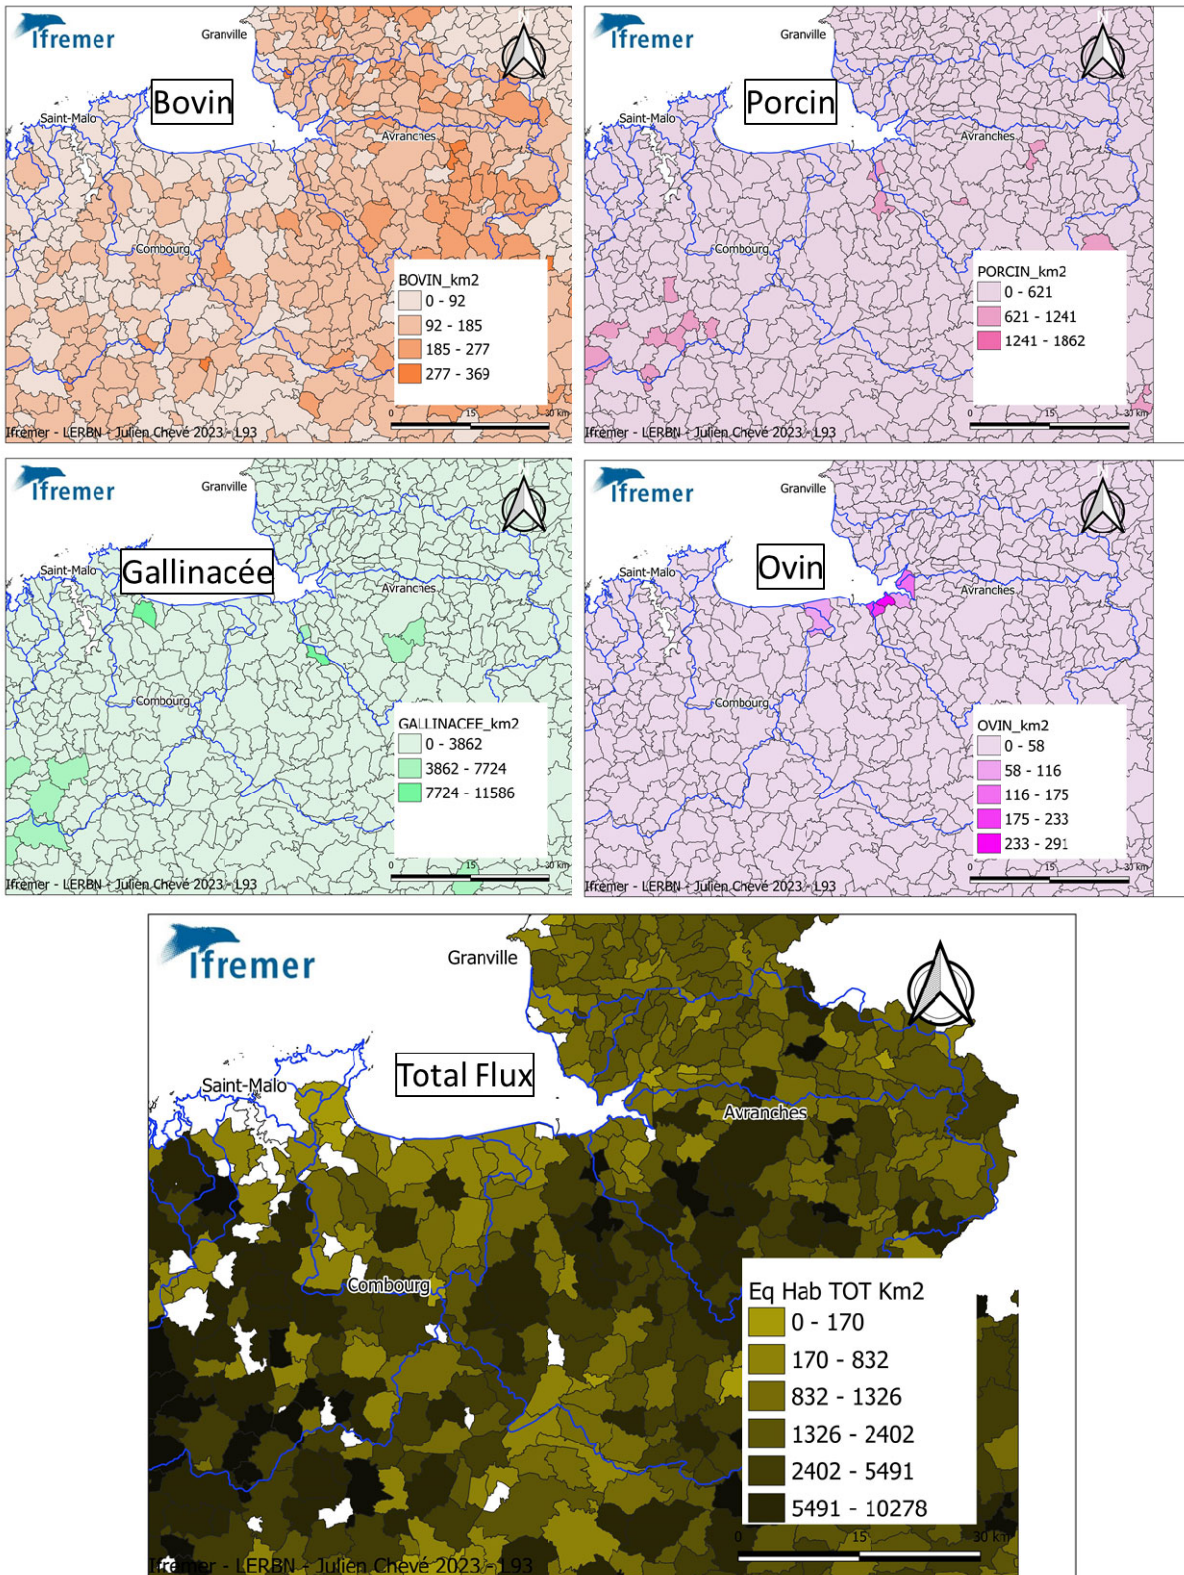 Ifremer
Granville
Bovin
Saint-Malo
Avranches
Combourg
BOVIN_km2
0 - 92
92 - 185
185 - 277
277 - 369
0 15 30 km
Ifremer - LERBN - Julien Chevé 2023 - L93
Ifremer
Granville
Porcin
Saint-Malo
Avranches
Combourg
PORCIN_km2
0 - 621
621 - 1241
1241 - 1862
0 15 30 km
Ifremer - LERBN - Julien Chevé 2023 - L93
Ifremer
Granville
Gallinacée
Saint-Malo
Avranches
Combourg
GALLINACEE_km2
0 - 3862
3862 - 7724
7724 - 11586
0 15 30 km
Ifremer - LERBN - Julien Chevé 2023 - L93
Ifremer
Granville
Ovin
Saint-Malo
Avranches
Combourg
OVIN_km2
0 - 58
58 - 116
116 - 175
175 - 233
233 - 291
0 15 30 km
Ifremer - LERBN - Julien Chevé 2023 - L93
Ifremer
Granville
Total Flux
Saint-Malo
Avranches
Combourg
Eq Hab TOT Km2
0 - 170
170 - 832
832 - 1326
1326 - 2402
2402 - 5491
5491 - 10278
0 15 30 km
Ifremer - LERBN - Julien Chevé 2023 - L93